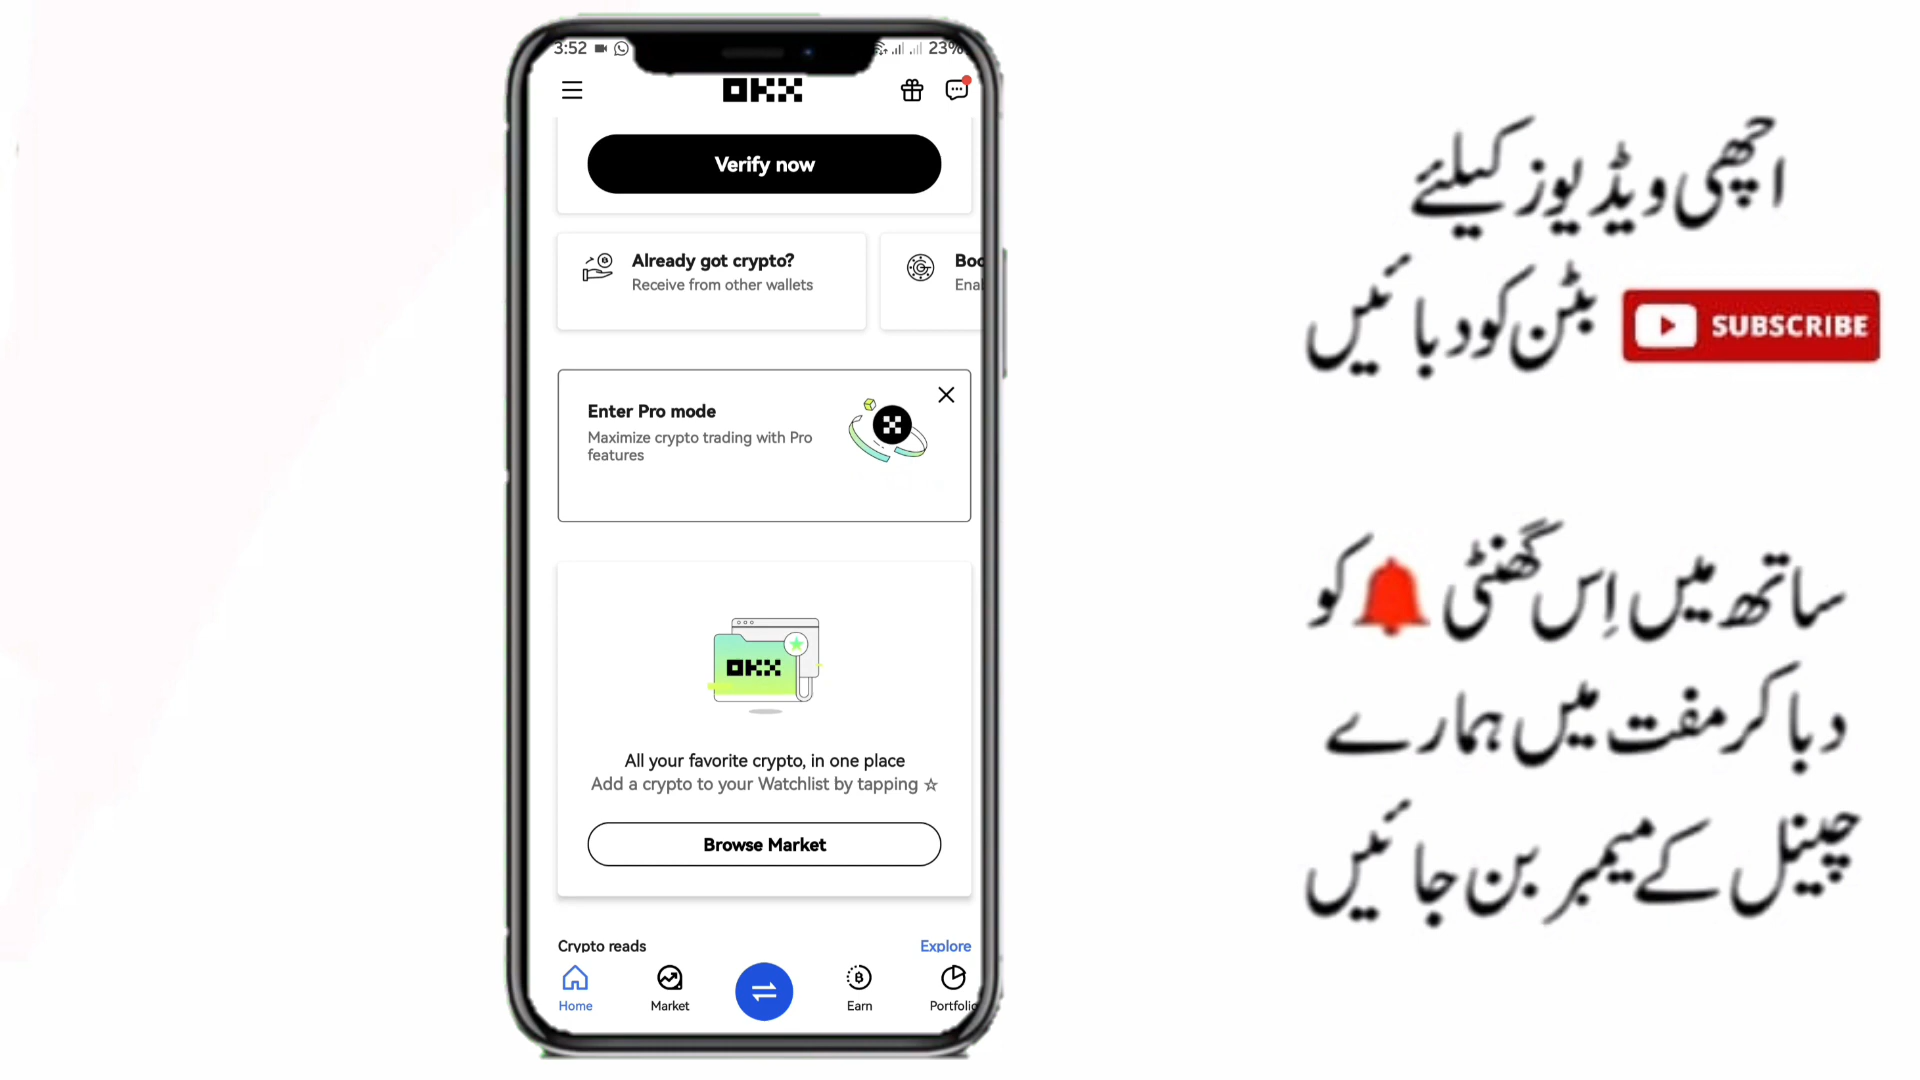 3:52
23%
OKX
Verify now
Already got crypto?
Receive from other wallets
Boo
Ena
Enter Pro mode
Maximize crypto trading with Pro
features
OKX
All your favorite crypto, in one place
Add a crypto to your Watchlist by tapping ☆
Browse Market
Crypto reads
Explore
Home
Market
Earn
Portfolio
اچھی ویڈیوز کیلئے
SUBSCRIBE بٹن کو دبائیں
ساتھ میں اِس گھنٹی کو
دبا کر مفت میں ہمارے
چینل کے میمبر بن جائیں